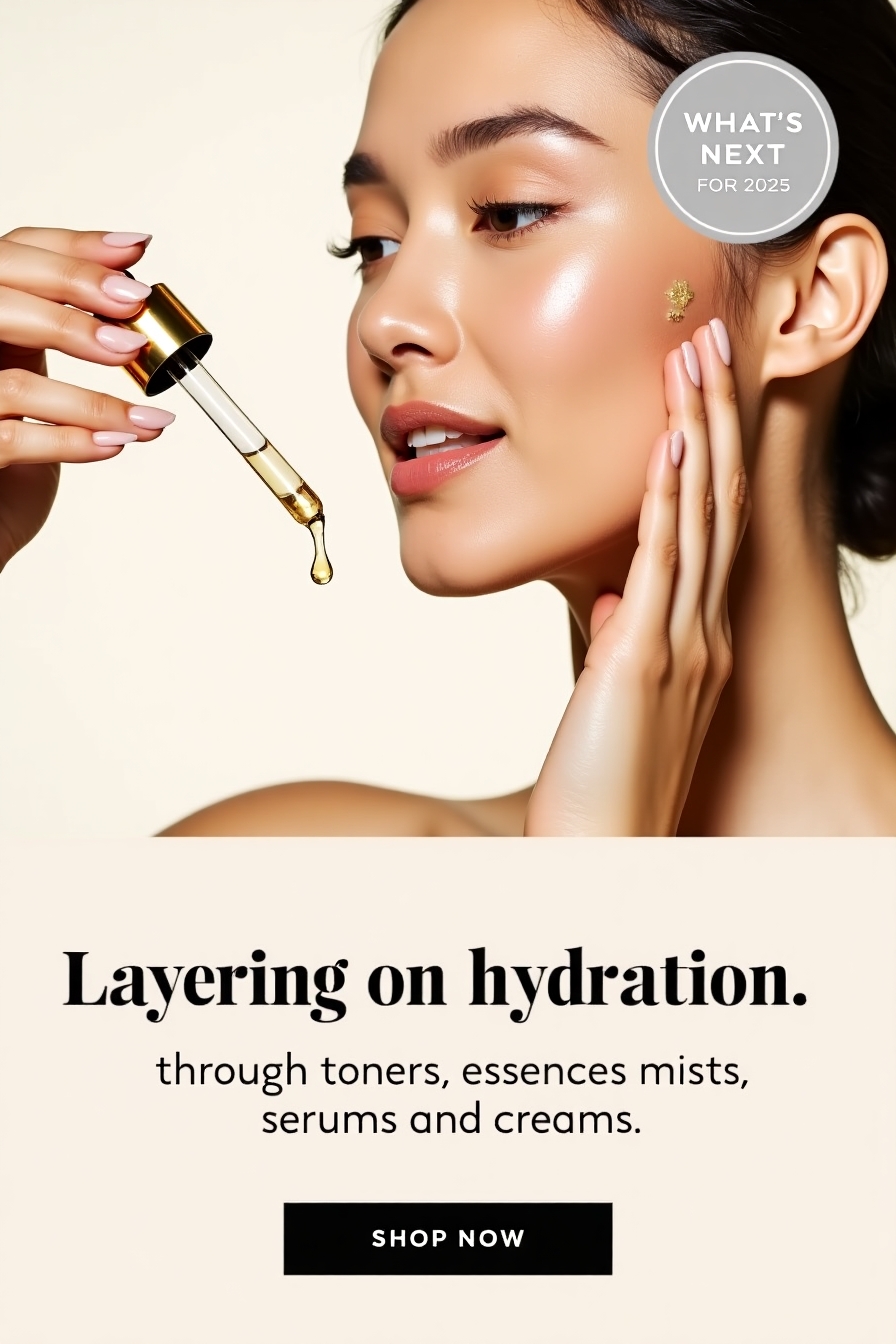 WHAT'S
NEXT
FOR 2025
Layering on hydration.
through toners, essences mists,
serums and creams.
SHOP NOW